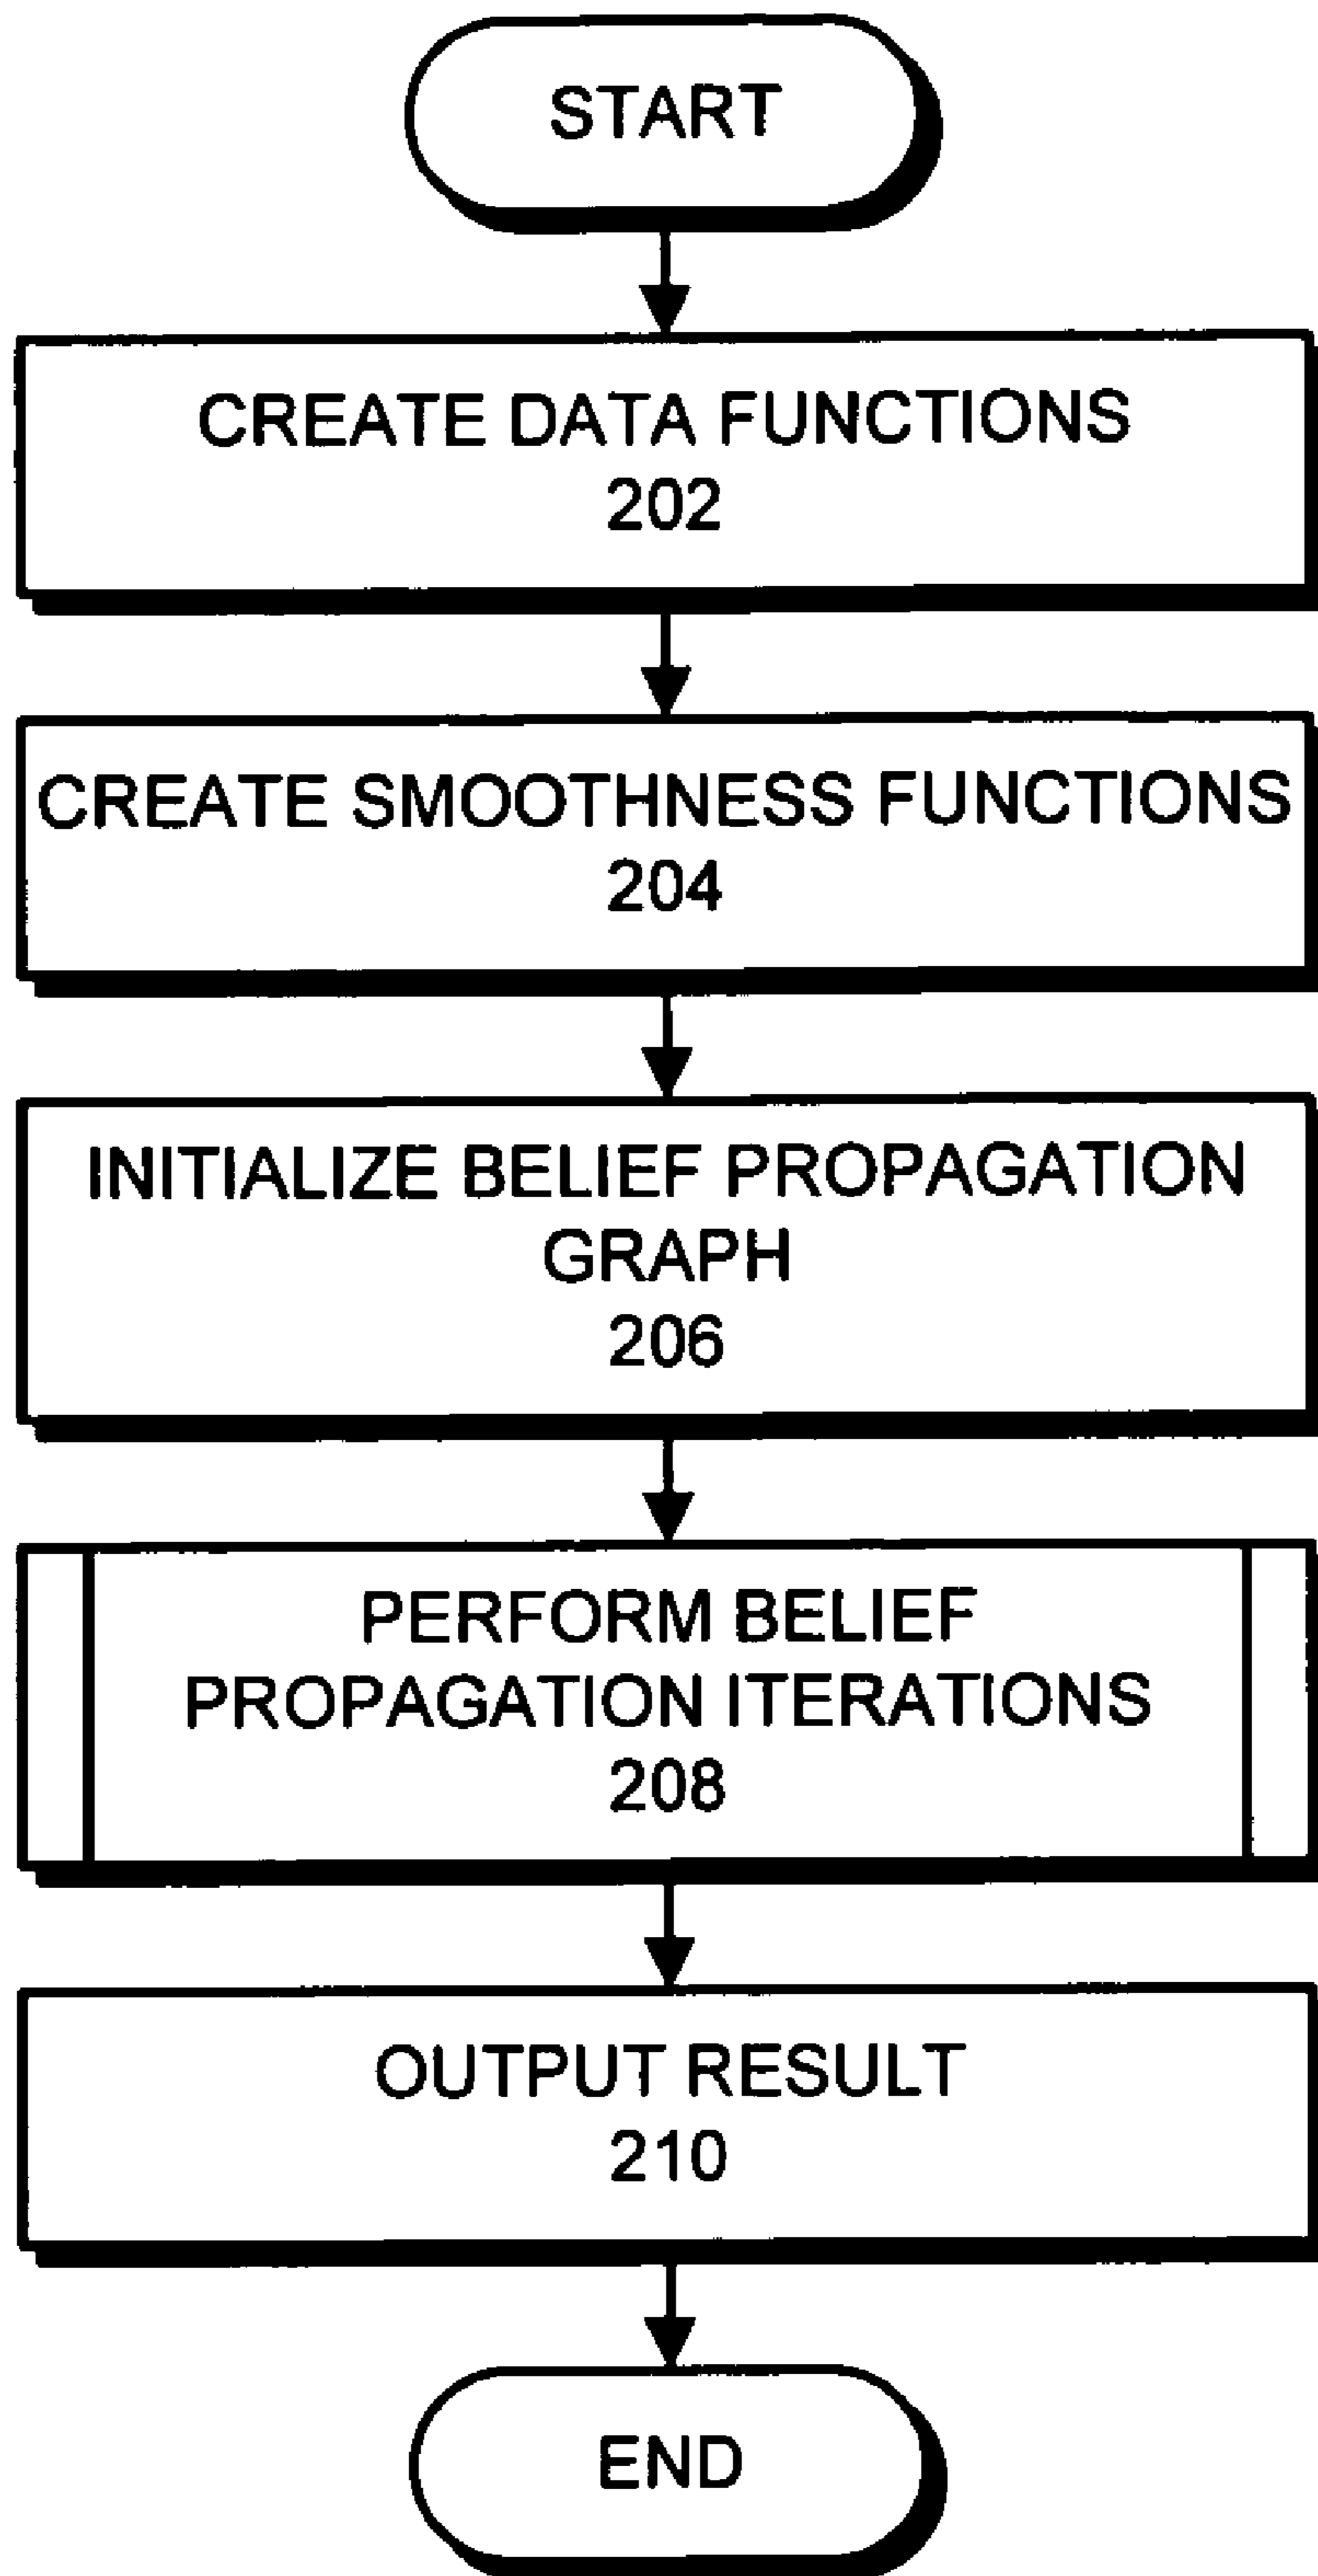 START
CREATE DATA FUNCTIONS
202
CREATE SMOOTHNESS FUNCTIONS
204
INITIALIZE BELIEF PROPAGATION
GRAPH
206
PERFORM BELIEF
PROPAGATION ITERATIONS
208
OUTPUT RESULT
210
END